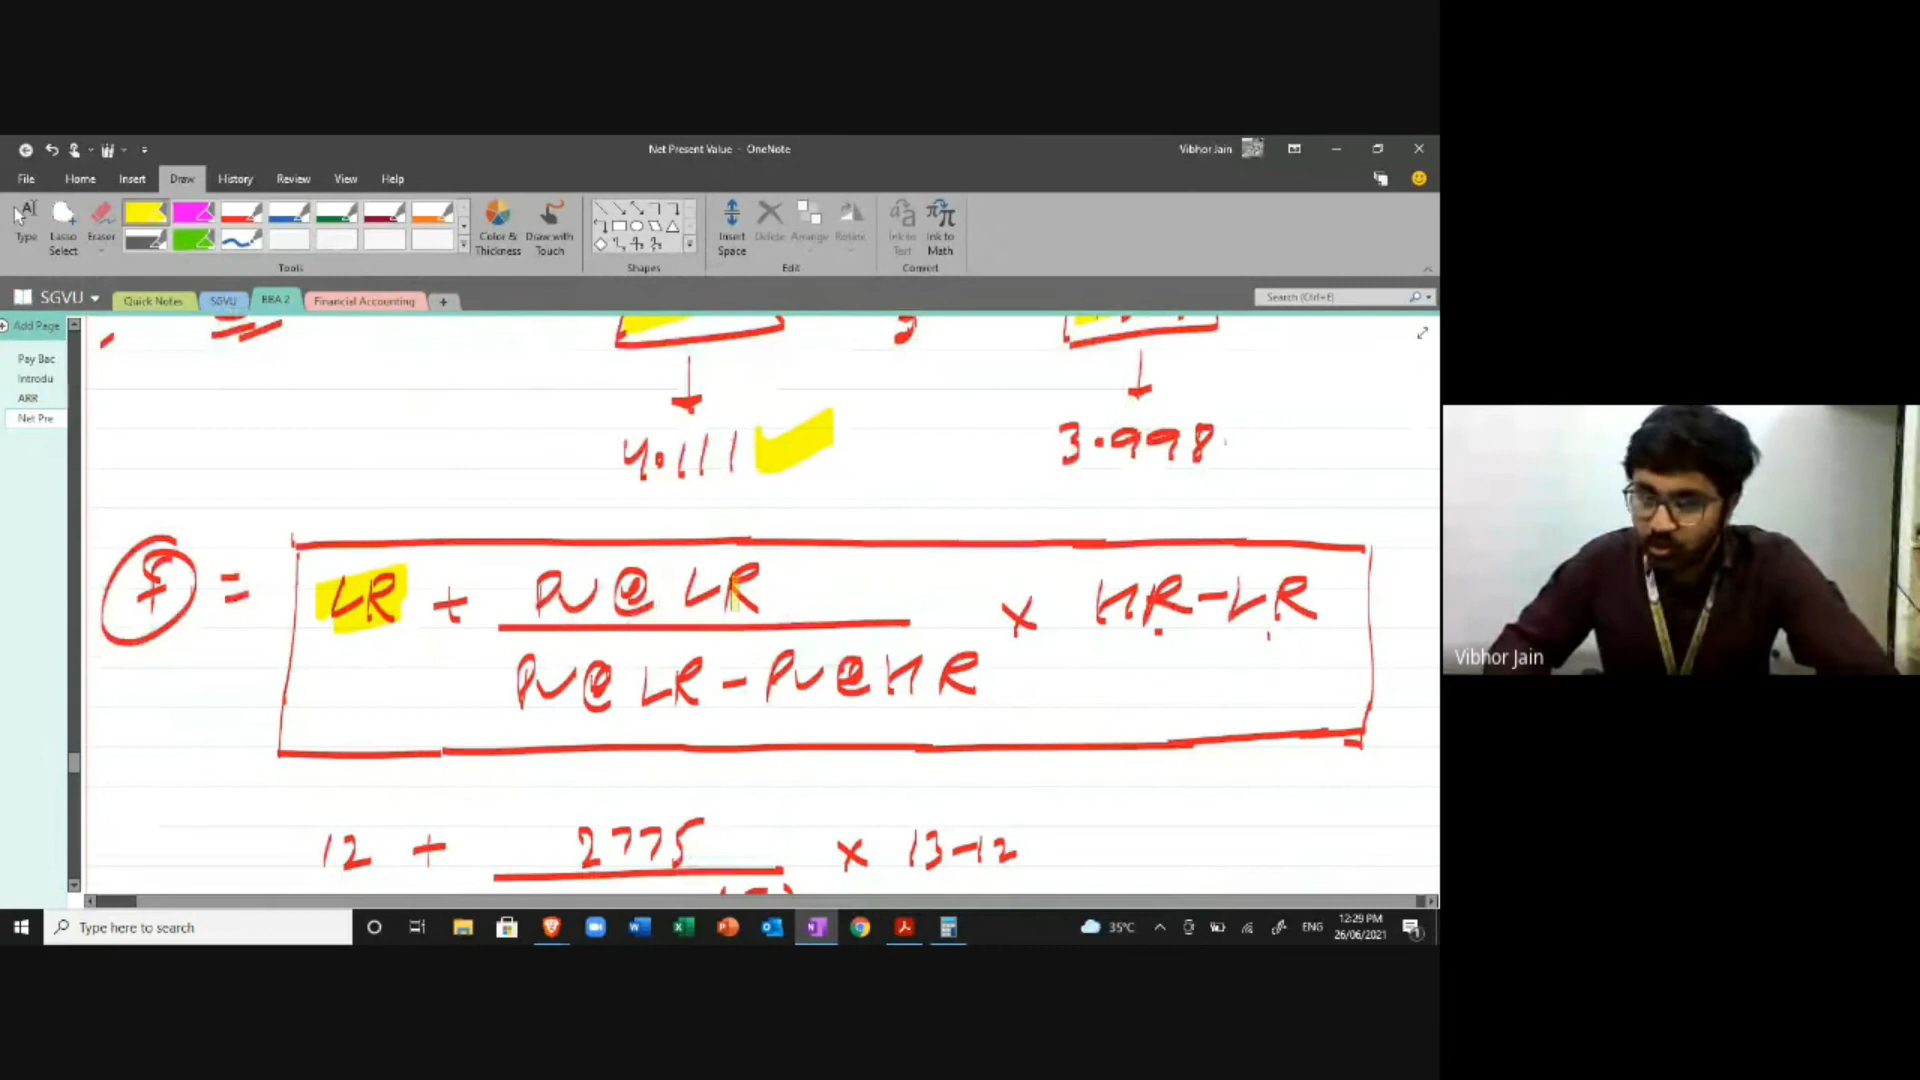 Net Present Value - OneNote
Vibhor Jain
File Home Insert Draw History Review View Help
Type
Lasso Select
Eraser
Color & Thickness
Draw with Touch
Insert Space
Delete
Arrange
Rotate
Ink to Text
Ink to Math
Tools
Shapes
Edit
Convert
SGVU
Quick Notes
SGVU
BBA 2
Financial Accounting
+
Search (Ctrl+E)
Add Page
Pay Bac
Introdu
ARR
Net Pre
4.111
3.998
= LR + PV @ LR × HR-LR
PV@ LR - PV@HR
12 + 2775 × 13-12
Vibhor Jain
Type here to search
35°C
ENG
12:29 PM
26/06/2021